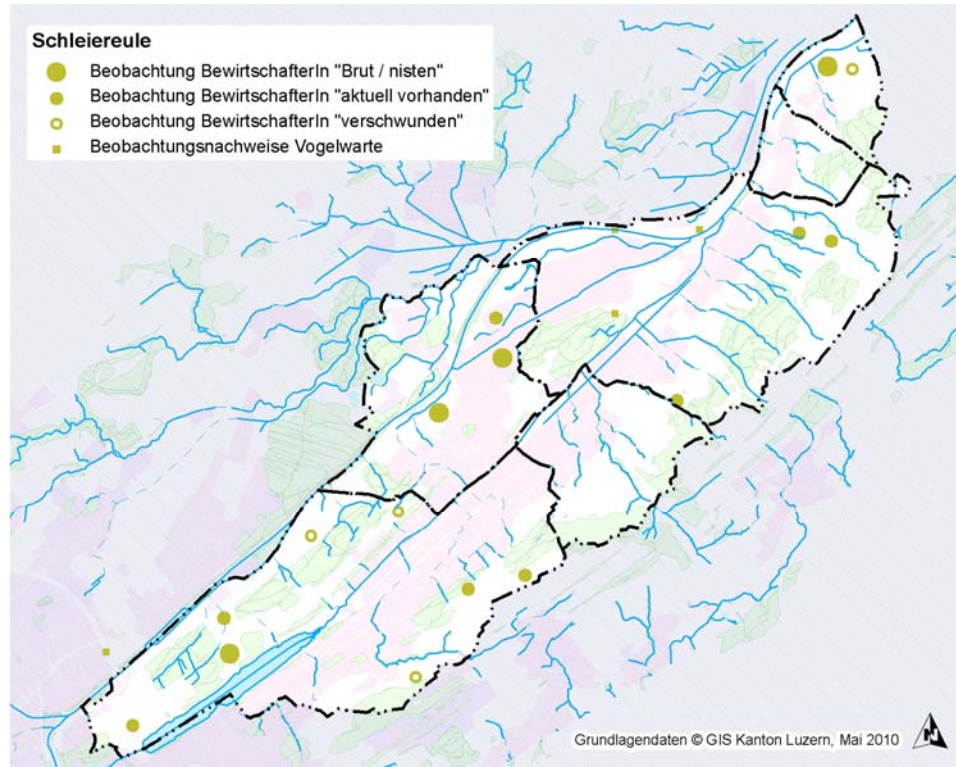 Schleiereule
Beobachtung BewirtschafterIn "Brut / nisten"
Beobachtung BewirtschafterIn "aktuell vorhanden"
Beobachtung BewirtschafterIn "verschwunden"
Beobachtungsnachweise Vogelwarte
Grundlagendaten © GIS Kanton Luzern, Mai 2010
N